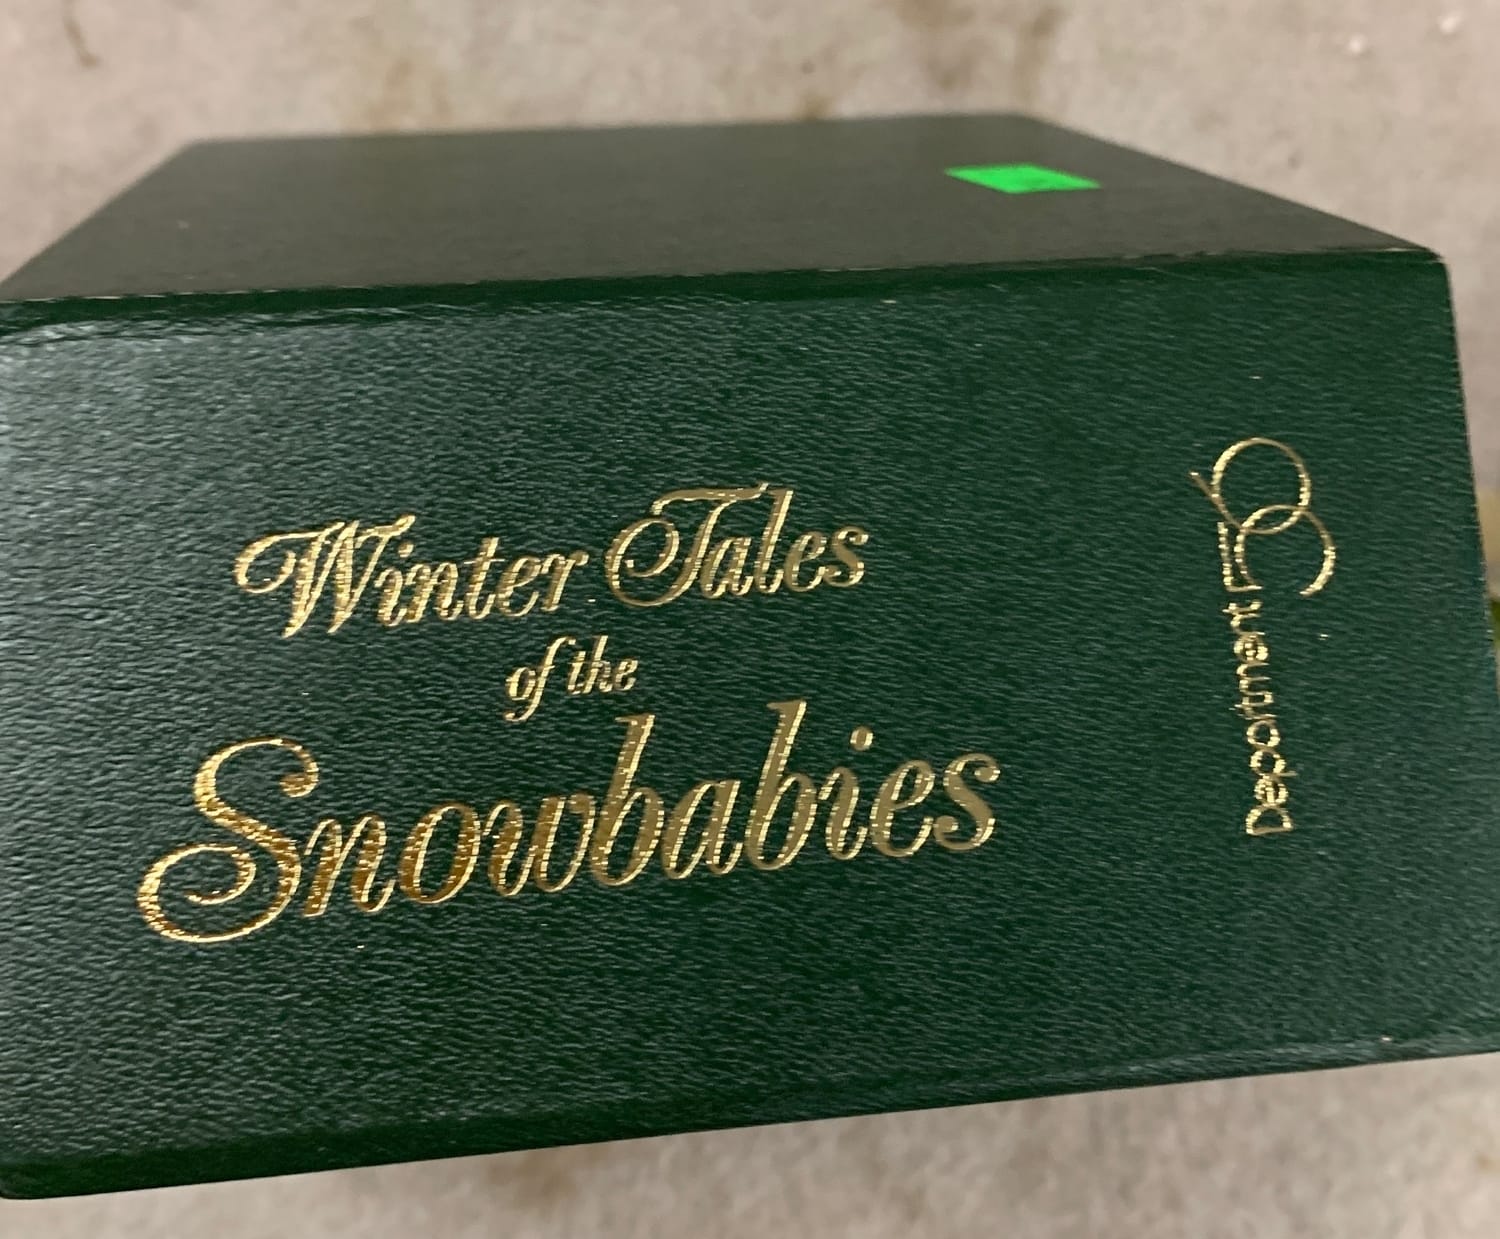 Winter Tales
of the
Snowbabies
Department 56